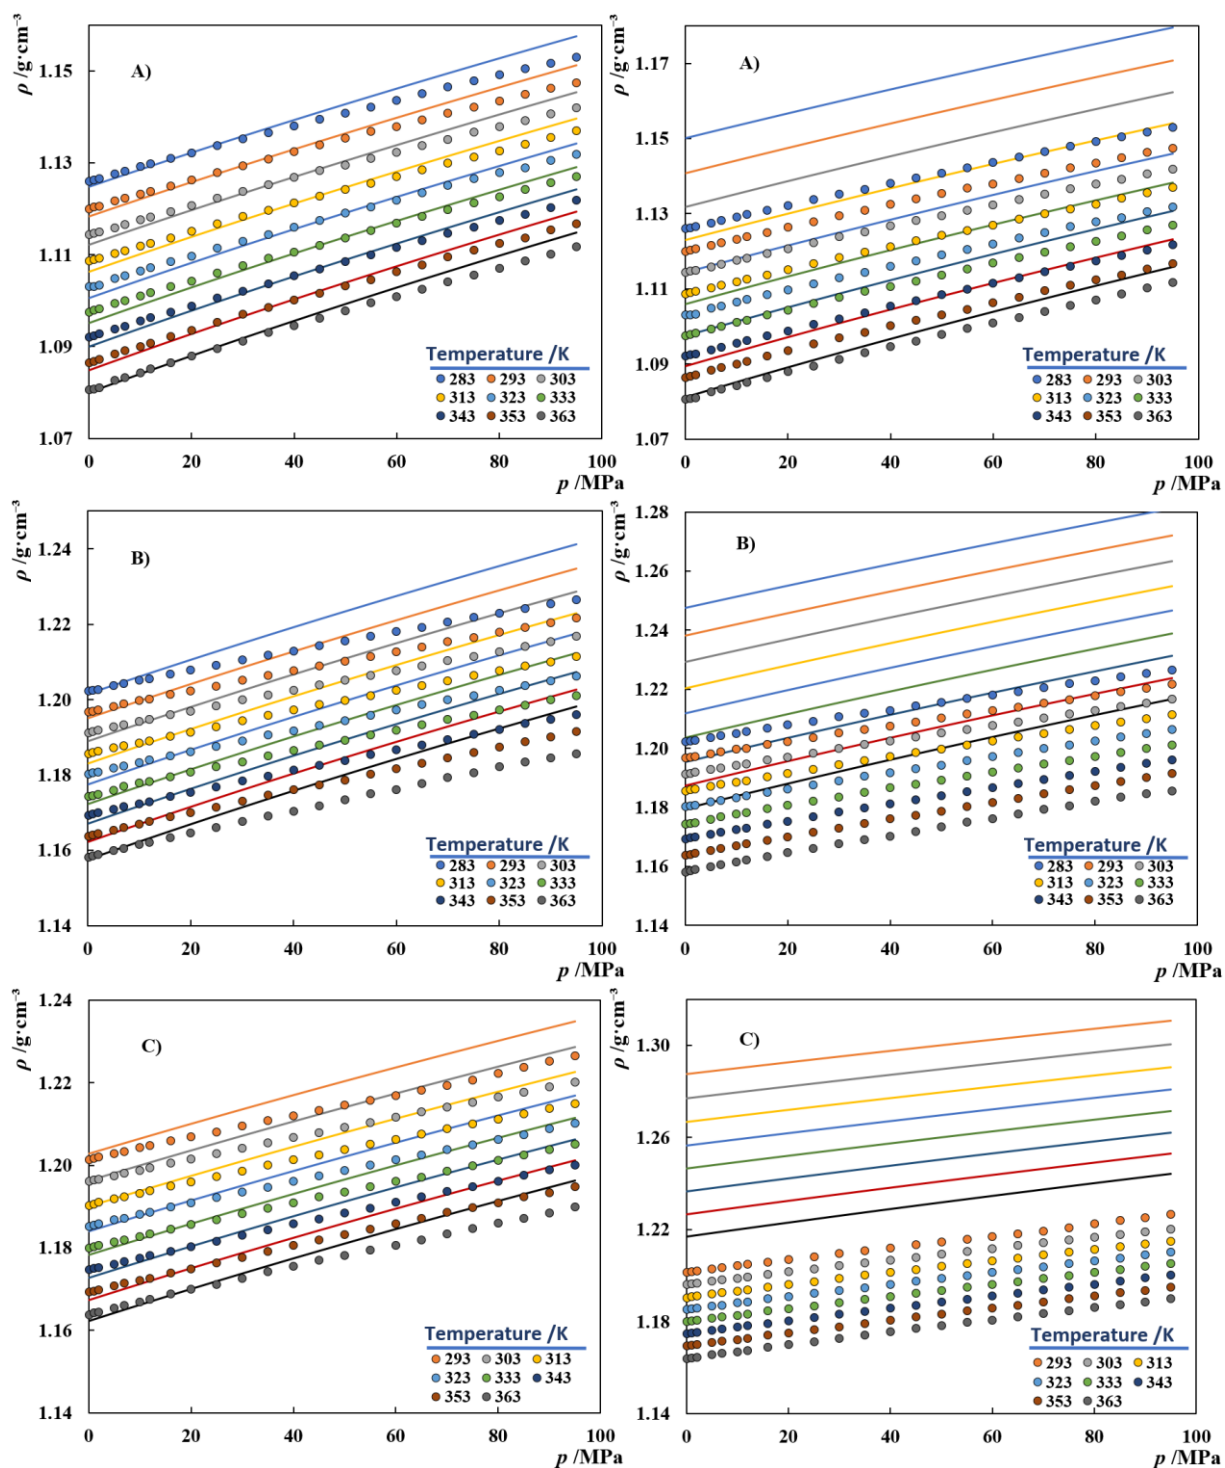 ρ /g·cm⁻³
A)
1.15
1.13
1.11
1.09
1.07
Temperature /K
283 293 303
313 323 333
343 353 363
0 20 40 60 80 100
p /MPa
ρ /g·cm⁻³
A)
1.17
1.15
1.13
1.11
1.09
1.07
Temperature /K
283 293 303
313 323 333
343 353 363
0 20 40 60 80 100
p /MPa
ρ /g·cm⁻³
B)
1.24
1.22
1.20
1.18
1.16
1.14
Temperature /K
283 293 303
313 323 333
343 353 363
0 20 40 60 80 100
p /MPa
ρ /g·cm⁻³
B)
1.28
1.26
1.24
1.22
1.20
1.18
1.16
1.14
Temperature /K
283 293 303
313 323 333
343 353 363
0 20 40 60 80 100
p /MPa
ρ /g·cm⁻³
C)
1.24
1.22
1.20
1.18
1.16
1.14
Temperature /K
293 303 313
323 333 343
353 363
0 20 40 60 80 100
p /MPa
ρ /g·cm⁻³
C)
1.30
1.26
1.22
1.18
1.14
Temperature /K
293 303 313
323 333 343
353 363
0 20 40 60 80 100
p /MPa